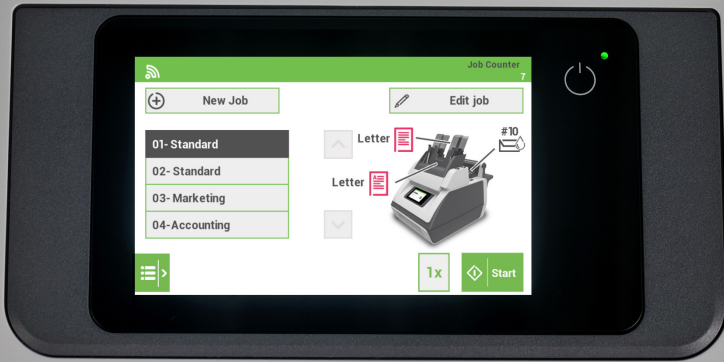 Job Counter
7
New Job
Edit job
01- Standard
02- Standard
03- Marketing
04-Accounting
Letter
#10
Letter
1x
Start